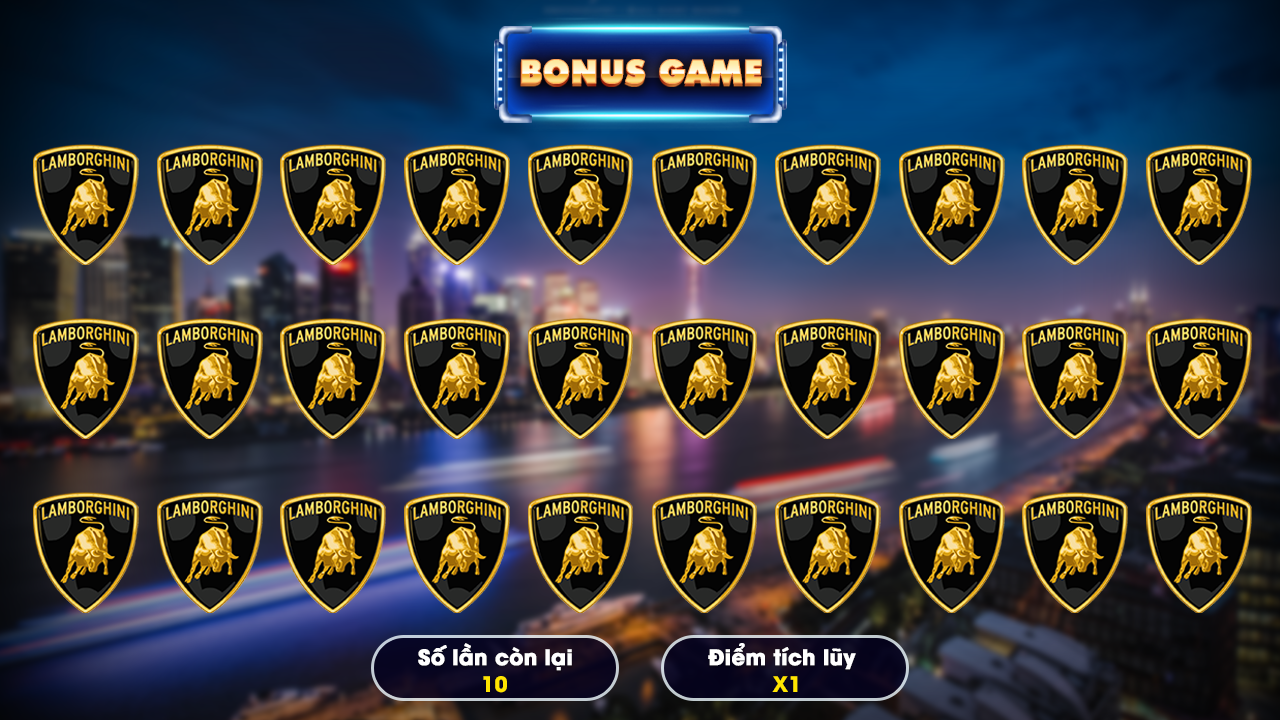 BONUS GAME
LAMBORGHINI LAMBORGHINI LAMBORGHINI LAMBORGHINI LAMBORGHINI LAMBORGHINI LAMBORGHINI LAMBORGHINI LAMBORGHINI LAMBORGHINI
LAMBORGHINI LAMBORGHINI LAMBORGHINI LAMBORGHINI LAMBORGHINI LAMBORGHINI LAMBORGHINI LAMBORGHINI LAMBORGHINI LAMBORGHINI
LAMBORGHINI LAMBORGHINI LAMBORGHINI LAMBORGHINI LAMBORGHINI LAMBORGHINI LAMBORGHINI LAMBORGHINI LAMBORGHINI LAMBORGHINI
Số lần còn lại
10
Điểm tích lũy
X1